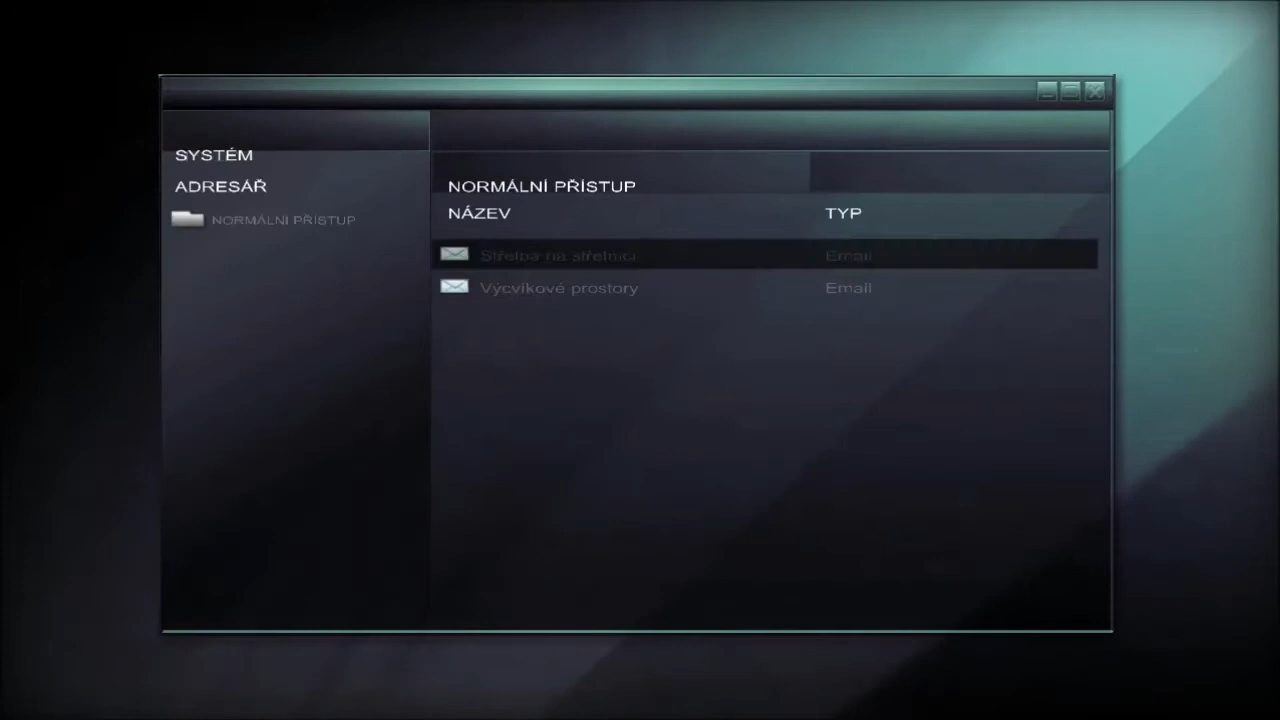 SYSTÉM
ADRESÁŘ
NORMÁLNÍ PŘÍSTUP
NORMÁLNÍ PŘÍSTUP
NÁZEV TYP
Střelba na střelnici Email
Výcvikové prostory Email